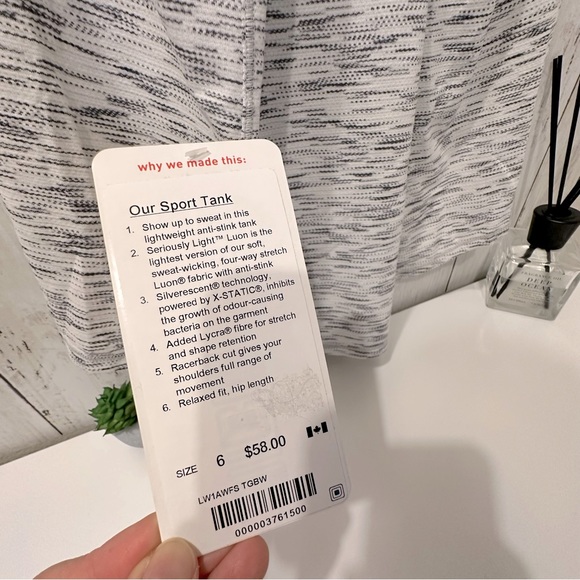 why we made this:
Our Sport Tank
1. Show up to sweat in this
lightweight anti-stink tank
2. Seriously Light™ Luon is the
lightest version of our soft,
sweat-wicking, four-way stretch
Luon® fabric with anti-stink
3. Silverescent® technology,
powered by X-STATIC®, inhibits
the growth of odour-causing
bacteria on the garment
4. Added Lycra® fibre for stretch
and shape retention
5. Racerback cut gives your
shoulders full range of
movement
6. Relaxed fit, hip length
SIZE 6 $58.00
LW1AWFS TGBW
000003761500
DEEP
OCEAN